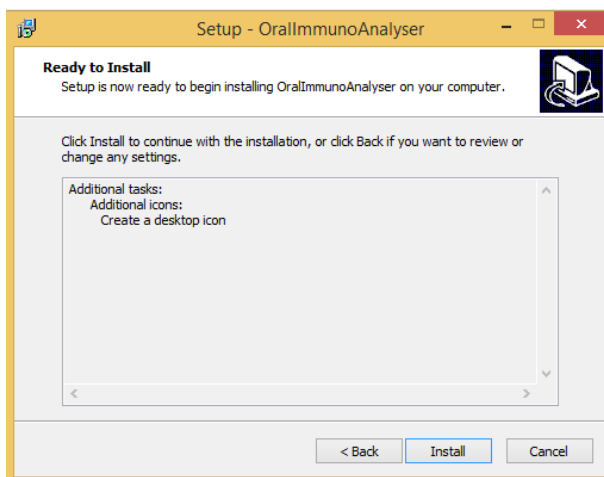 Setup - OralImmunoAnalyser
Ready to Install
Setup is now ready to begin installing OralImmunoAnalyser on your computer.
Click Install to continue with the installation, or click Back if you want to review or
change any settings.
Additional tasks:
Additional icons:
Create a desktop icon
< Back
Install
Cancel